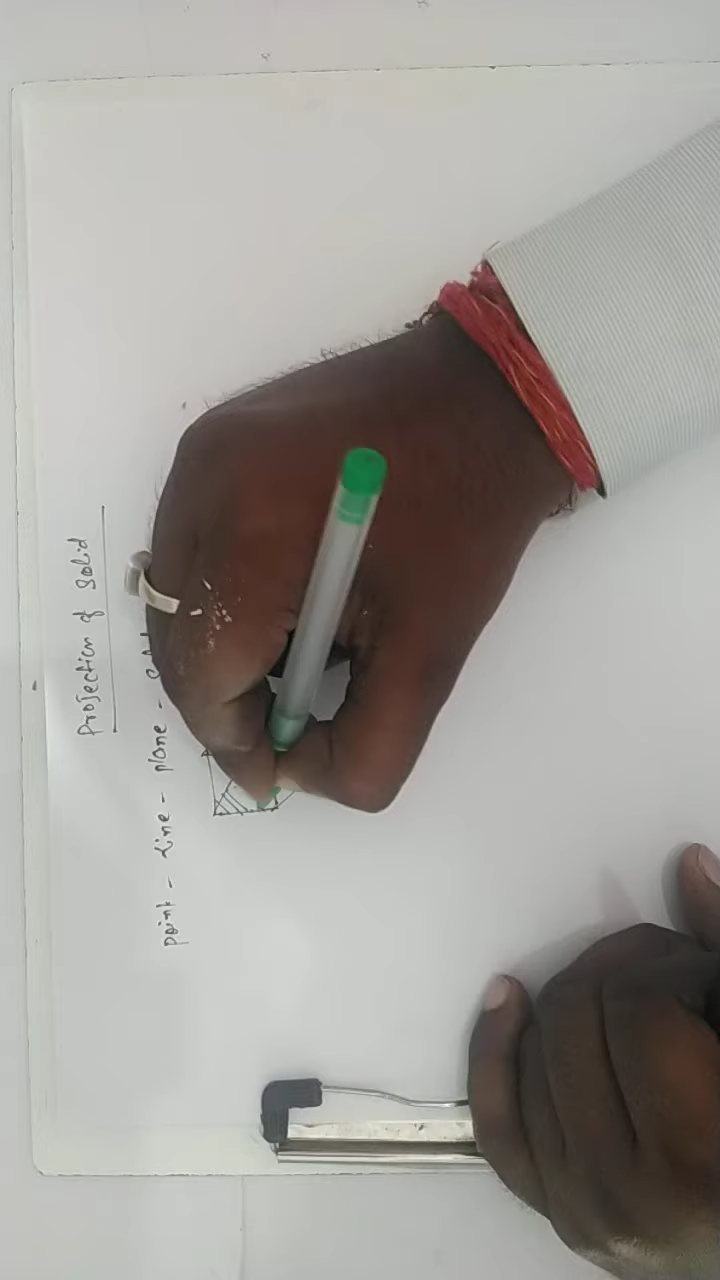 Projection of Solid
point - Line - plane -